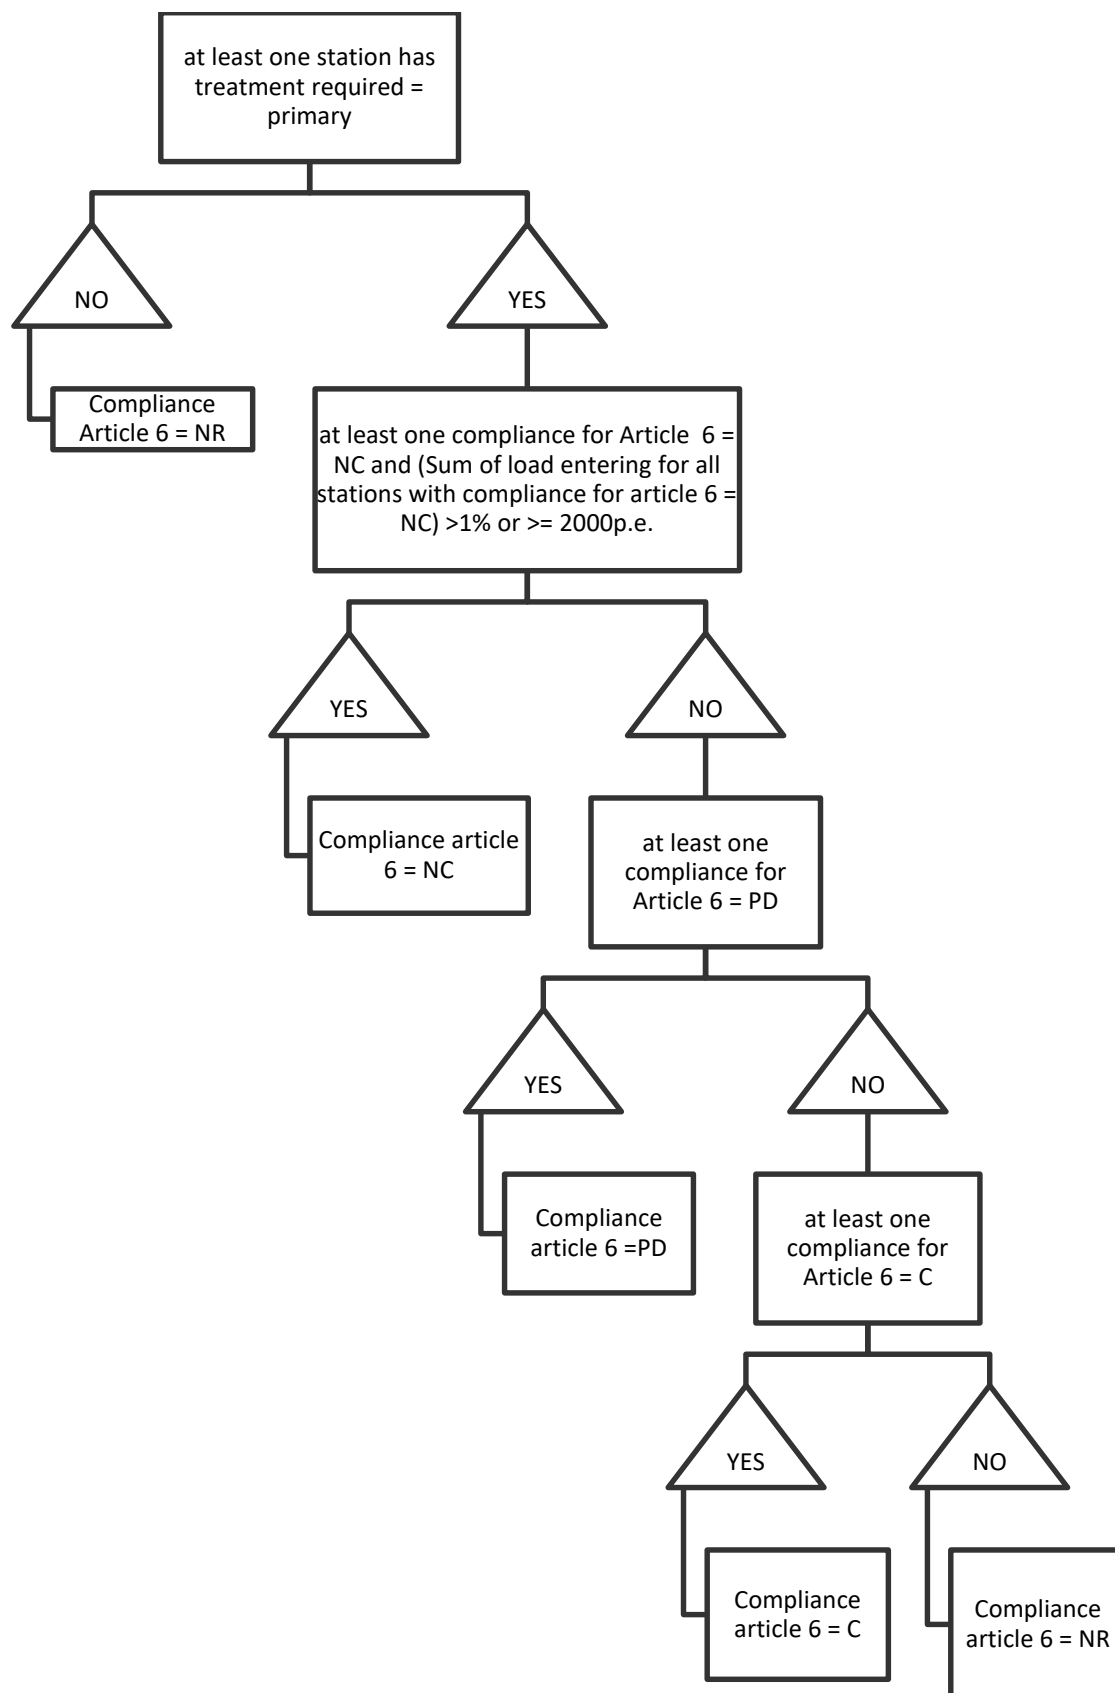 at least one station has
treatment required =
primary
NO
YES
Compliance
Article 6 = NR
at least one compliance for Article  6 =
NC and (Sum of load entering for all
stations with compliance for article 6 =
NC) >1% or >= 2000p.e.
YES
NO
Compliance article
6 = NC
at least one
compliance for
Article 6 = PD
YES
NO
Compliance
article 6 =PD
at least one
compliance for
Article 6 = C
YES
NO
Compliance
article 6 = C
Compliance
article 6 = NR